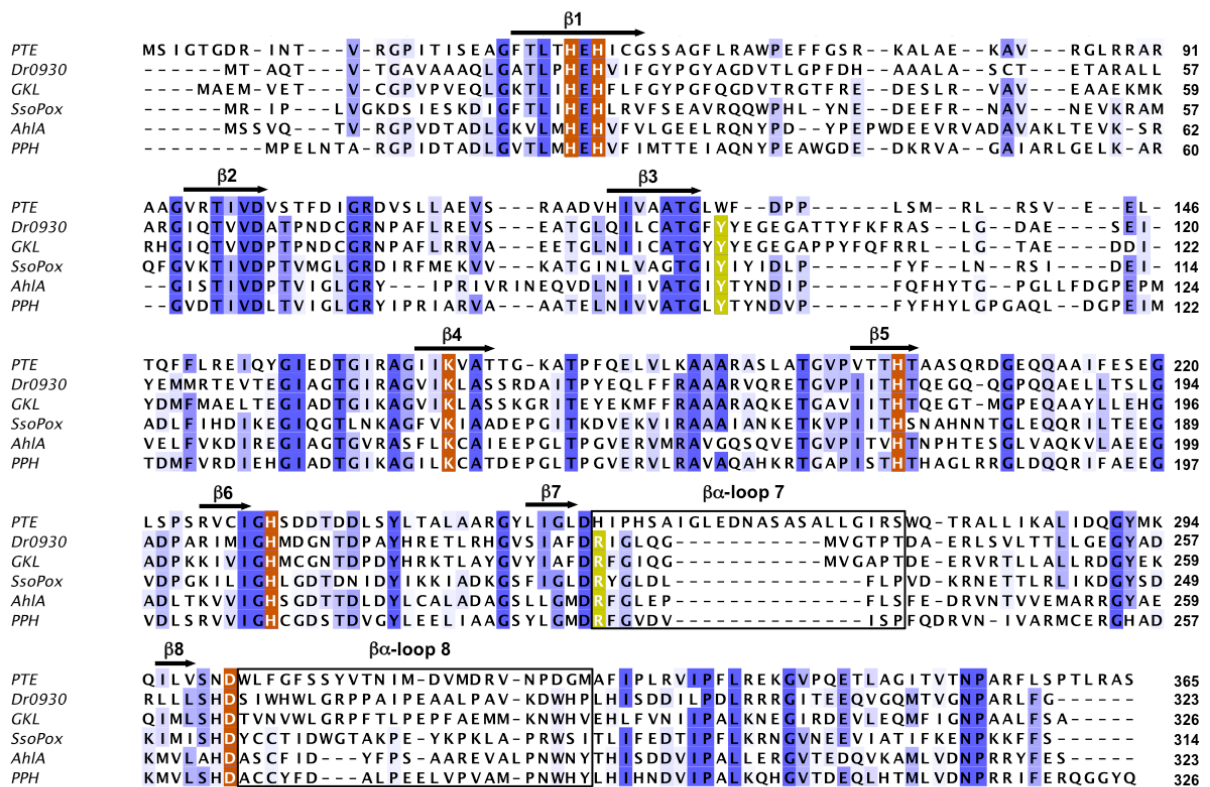 β1
PTE MSIGTGDR-INT---V-RGPITISEAGFTLTHEHICGSSAGFLRAWPEFFGSR--KALAE--KAV---RGLRRAR 91
Dr0930 ------MT-AQT---V-TGAVAAAQLGATLPHEHVIFGYPGYAGDVTLGPFDH--AAALA--SCT---ETARALL 57
GKL ----MAEM-VET---V-CGPVPVEQLGKTLIHEHFLFGYPGFQGDVTRGTFRE--DESLR--VAV---EAAEKMK 59
SsoPox ------MR-IP--LVGKDSIESKDIGFTLIHEHLRVFSEAVRQQWPHL-YNE--DEEFR--NAV---NEVKRAM 57
AhlA ----MSSVQ--TV-RGPVDTADLGKVLMHEHVFVLGEELRQNYPD--YPEPWDEEVRVADAVAKLTEVK-SR 62
PPH -------MPELNTA-RGPIDTADLGVTLMHEHVFIMTTEIAQNYPEAWGDE--DKRVA--GAIARLGELK-AR 60
β2 β3
PTE AAGVRTIVDVSTFDIGRDVSLLAEVS---RAADVHIVAATGLWF--DPP------LSM--RL--RSV--E--EL- 146
Dr0930 ARGIQTVVDATPNDCGRNPAFLREVS---EATGLQILCATGFYYEGEGATTYFKFRAS--LG--TAE----SEI- 120
GKL RHGIQTVVDPTPNDCGRNPAFLRRVA---EETGLNIICATGYYYEGEGAPPYFQFRRL--LG--TAE----DDI- 122
SsoPox QFGVKTIVDPTVMGLGRDIRFMEKVV---KATGINLVAGTGIYIYIDLP------FYF--LN--RSI----DEI- 114
AhlA --GISTIVDLTVIGLGRY---IPRIVRINEQVDLNIIVATGIYTYNDIP------FQFHYTG--PGLLFDGPEPM 122
PPH --GVDTIVDLTVIGLGRYIPRIARVA---AATELNIVVATGLYTYNDVP------FYFHYLGPGAQL--DGPEIM 122
β4 β5
PTE TQFFLREIQYGIEDTGIRAGIIKVATTG-KATPFQELVLKAAARASLATGVPVTTHTAASQRDGEQQAAIFESEG 220
Dr0930 YEMMRTEVTEGIAGTGIRAGVIKLASSRDAITPYEQLFFRAAARVQRETGVPIITHTQEGQ-QGPQQAELLTSLG 194
GKL YDMFMAELTEGIADTGIKAGVIKLASSKGRITEYEKMFFRAAARAQKETGAVIITHTQEGT-MGPEQAAYLLEHG 196
SsoPox ADLFIHDIKEGIQGTLNKAGFVKIAADEPGITKDVEKVIRAAAIANKETKVPIITHSNAHNNTGLEQQRILTEEG 189
AhlA VELFVKDIREGIAGTGVRASFLKCAIEEPGLTPGVERVMRAVGQSQVETGVPITVHTNPHTESGLVAQKVLAEEG 199
PPH TDMFVRDIEHGIADTGIKAGILKCATDEPGLTPGVERVLRAVAQAHKRTGAPISTHTHAGLRRGLDQQRIFAEEG 197
β6 β7 βα-loop 7
PTE LSPSRVCIGHSDDTDDLSYLTALAARGYLIGLDHIPHSAIGLEDNASASALLGIRSWQ-TRALLIKALIDQGYMK 294
Dr0930 ADPARIMIGHMDGNTDPAYHRETLRHGVSIAFDRIGLQG-----------MVGTPTDA-ERLSVLTTLLGEGYAD 257
GKL ADPKKIVIGHMCGNTDPDYHRKTLAYGVYIAFDRFGIQG-----------MVGAPTDE-ERVRTLLALLRDGYEK 259
SsoPox VDPGKILIGHLGDTDNIDYIKKIADKGSFIGLDRYGLDL--------------FLPVD-KRNETTLRLIKDGYSD 249
AhlA ADLTKVVIGHSGDTTDLDYLCALADAGSLLGMDRFGLEP--------------FLSFE-DRVNTVVEMARRGYAE 259
PPH VDLSRVVIGHCGDSTDVGYLEELIAAGSYLGMDRFGVDV--------------ISPFQDRVN-IVARMCERGHAD 257
β8 βα-loop 8
PTE QILVSNDWLFGFSSYVTNIM-DVMDRV-NPDGMAFIPLRVIPFLREKGVPQETLAGITVTNPARFLSPTLRAS 365
Dr0930 RLLLSHDSIWHWLGRPPAIPEAALPAV-KDWHPLHISDDILPDLRRRGITEEQVGQMTVGNPARLFG------ 323
GKL QIMLSHDTVNVWLGRPFTLPEPFAEMM-KNWHVEHLFVNIIPALKNEGIRDEVLEQMFIGNPAALFSA----- 326
SsoPox KIMISHDYCCTIDWGTAKPE-YKPKLA-PRWSITLIFEDTIPFLKRNGVNEEVIATIFKENPKKFFS------ 314
AhlA KMVLAHDASCFID---YFPS-AAREVALPNWNYTHISDDVIPALLERGVTEDQVKAMLVDNPRRYFES----- 323
PPH KMVLSHDACCYFD---ALPEELVPVAMPNWHYLHIHNDVIPALKQHGVTDEQLHTMLVDNPRRIFERQGGYQ 326